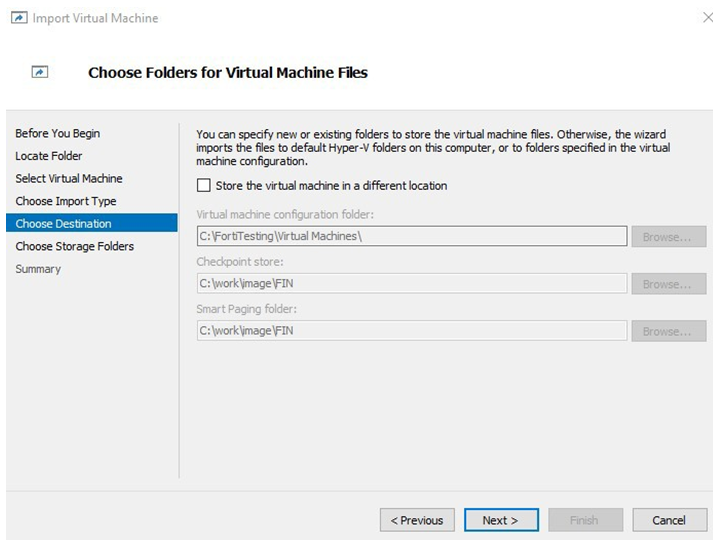 Import Virtual Machine
Choose Folders for Virtual Machine Files
Before You Begin
Locate Folder
Select Virtual Machine
Choose Import Type
Choose Destination
Choose Storage Folders
Summary
You can specify new or existing folders to store the virtual machine files. Otherwise, the wizard
imports the files to default Hyper-V folders on this computer, or to folders specified in the virtual
machine configuration.
Store the virtual machine in a different location
Virtual machine configuration folder:
C:\FortiTesting\Virtual Machines\
Browse...
Checkpoint store:
C:\work\image\FIN
Browse...
Smart Paging folder:
C:\work\image\FIN
Browse...
< Previous
Next >
Finish
Cancel